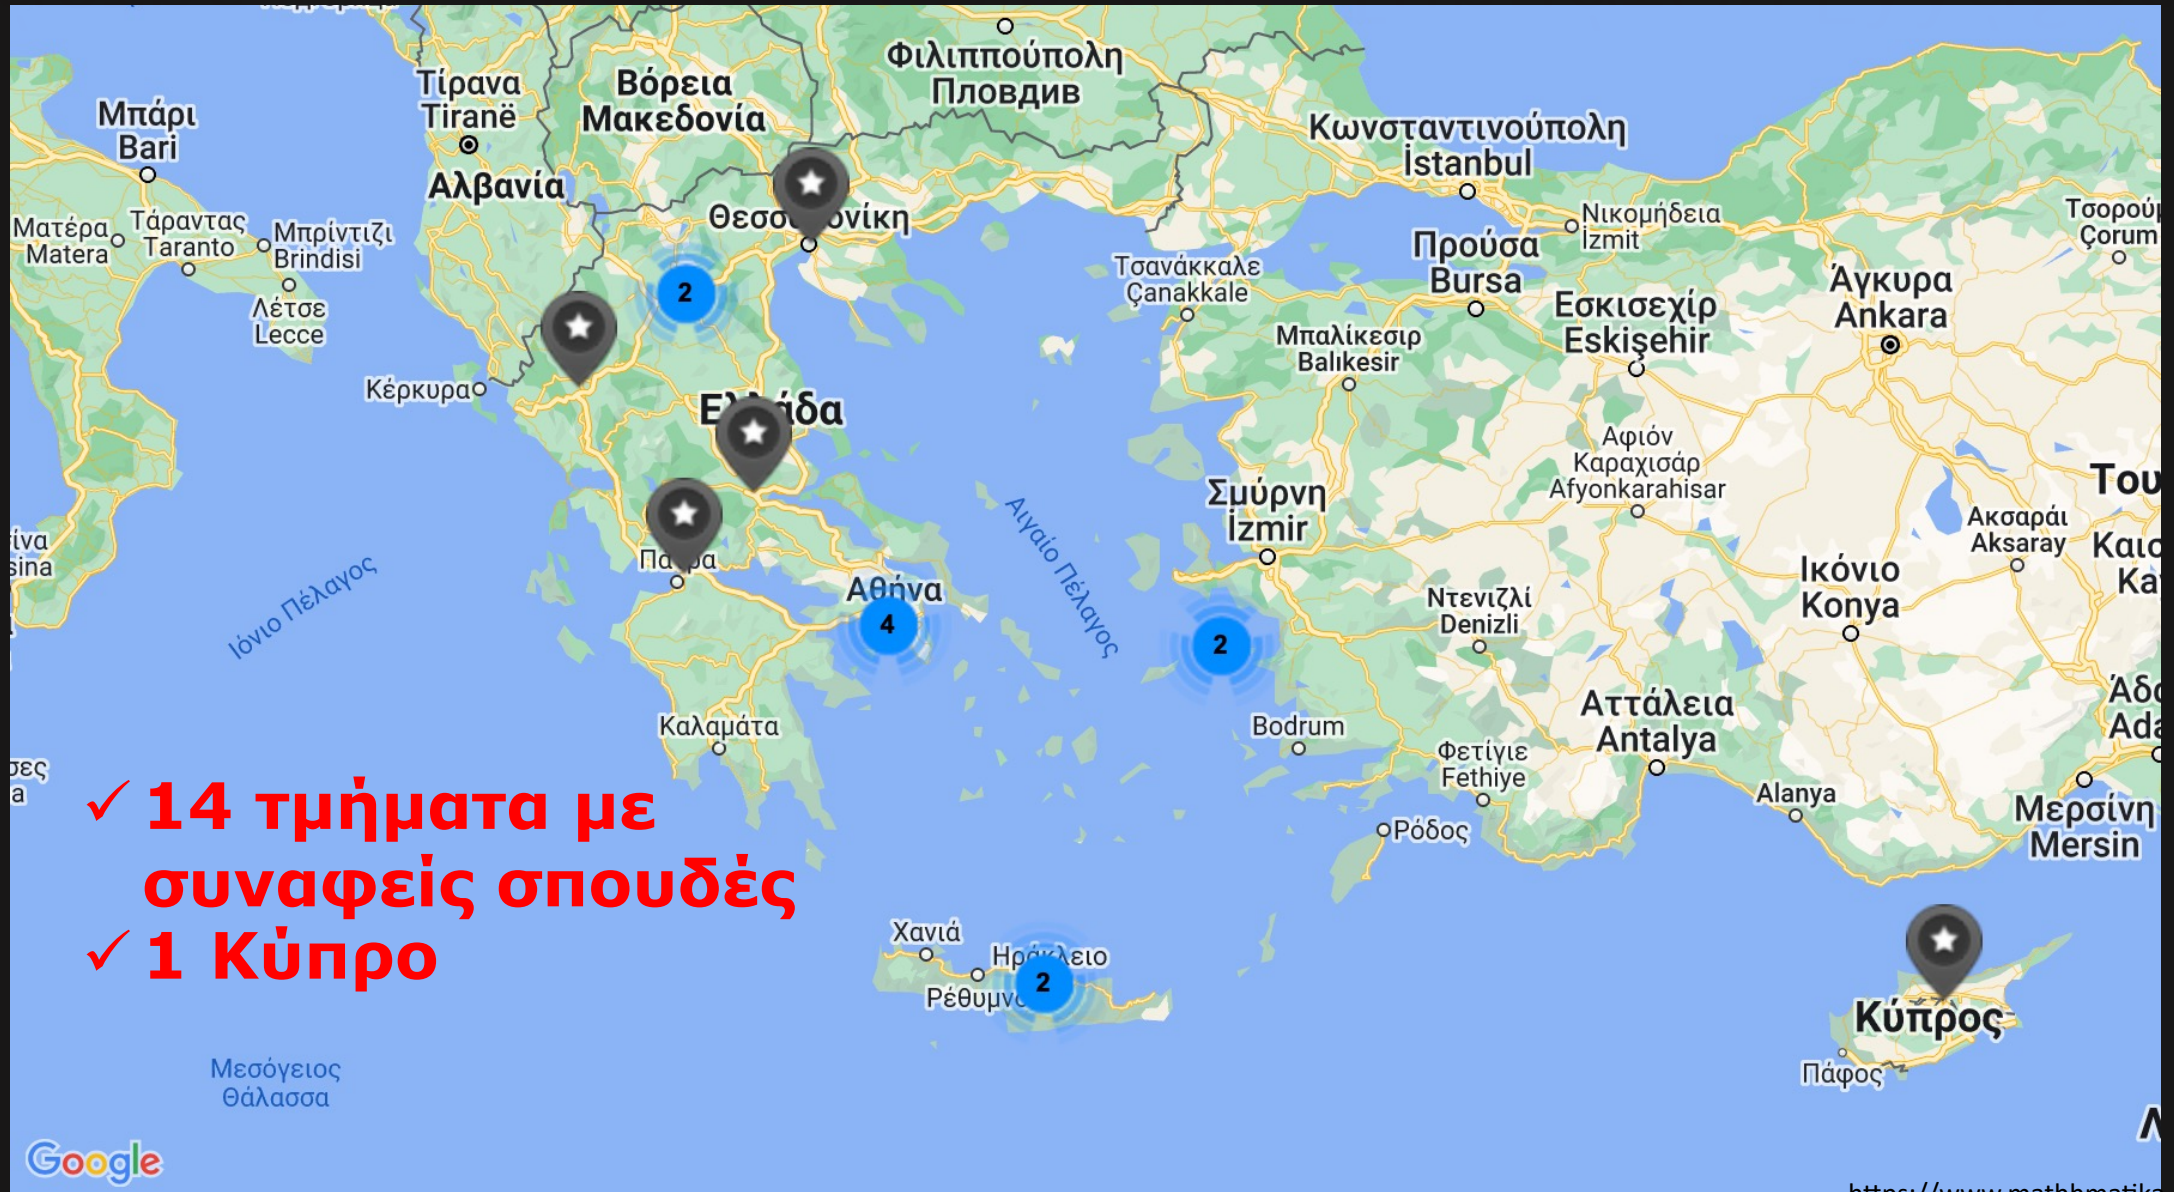 Φιλιππούπολη
Пловдив
Τίρανα
Tiranë
Βόρεια
Μακεδονία
Μπάρι
Bari
Κωνσταντινούπολη
İstanbul
Αλβανία
Ματέρα
Matera
Τάραντας
Taranto
Μπρίντιζι
Brindisi
Νικομήδεια
İzmit
Çorum
Προύσα
Bursa
Τσανάκκαλε
Çanakkale
Λέτσε
Lecce
2
Εσκισεχίρ
Eskişehir
Άγκυρα
Ankara
Μπαλίκεσιρ
Balıkesir
Κέρκυρα
Αφιόν
Καραχισάρ
Afyonkarahisar
Σμύρνη
İzmir
Αιγαίο Πέλαγος
Ακσαράι
Aksaray
Ιόνιο Πέλαγος
Αθήνα
4
2
Ντενιζλί
Denizli
Ικόνιο
Konya
Καλαμάτα
Bodrum
Αττάλεια
Antalya
Φετίγιε
Fethiye
Alanya
Μερσίνη
Mersin
Ρόδος
✓ 14 τμήματα με
συναφείς σπουδές
✓ 1 Κύπρο
Χανιά
Ηράκλειο
2
Κύπρος
Πάφος
Μεσόγειος
Θάλασσα
Google